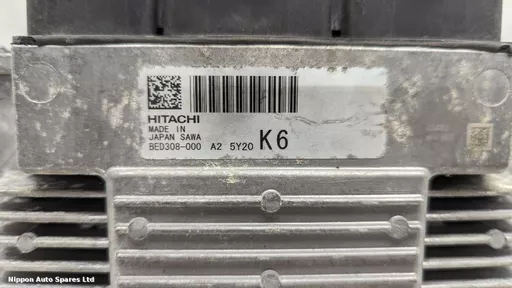 HITACHI
MADE IN
JAPAN SAWA
BED308-000 A2 5Y20 K6
Nippon Auto Spares Ltd